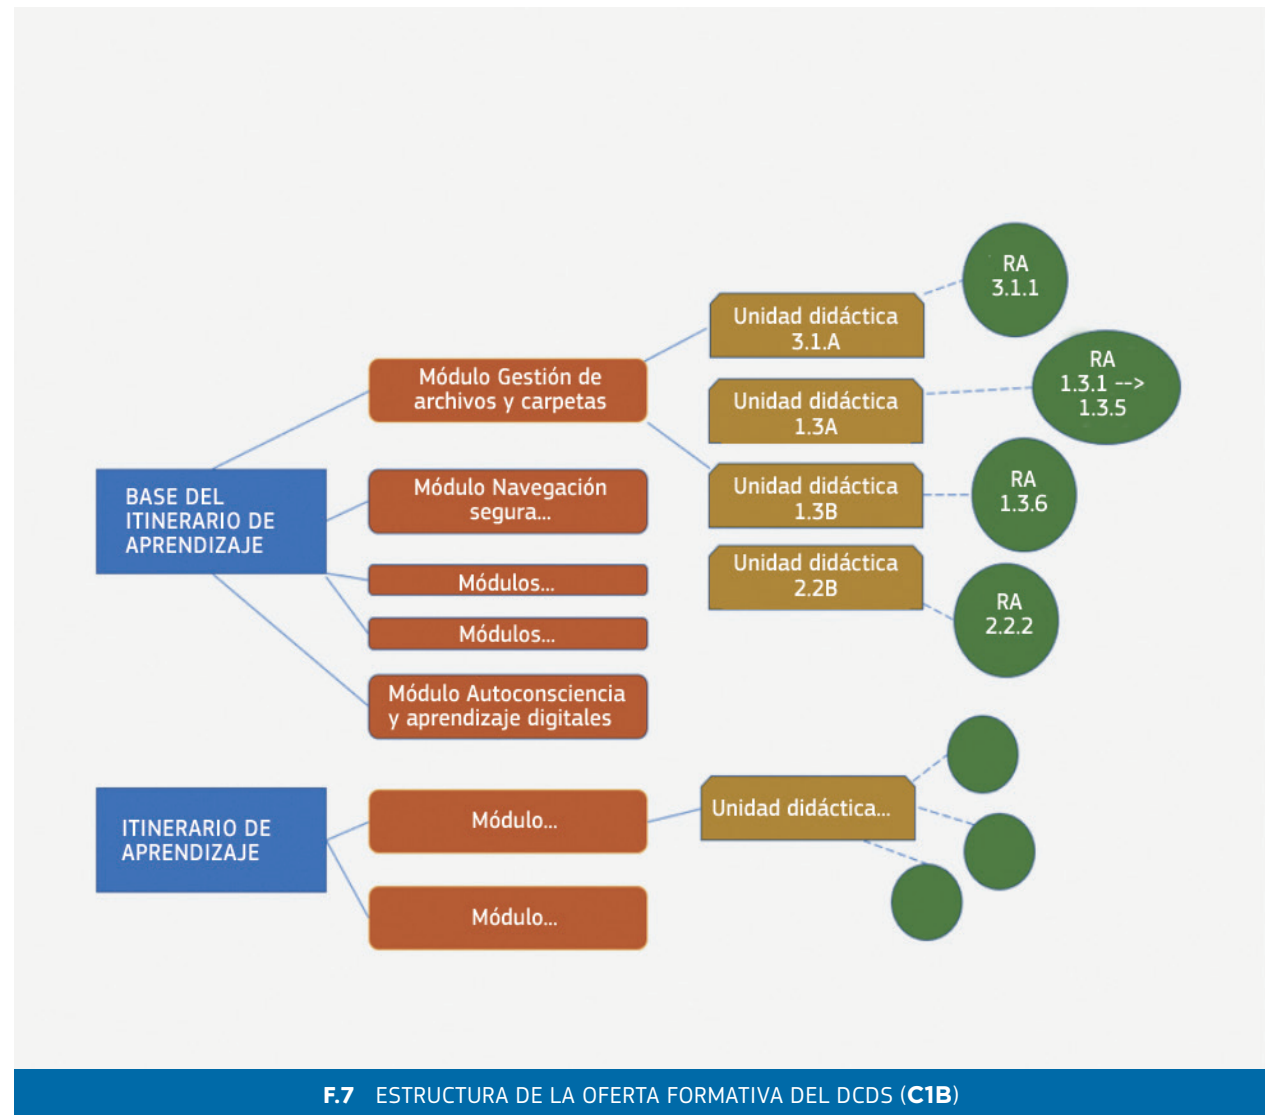 BASE DEL
ITINERARIO DE
APRENDIZAJE
Módulo Gestión de
archivos y carpetas
Módulo Navegación
segura...
Módulos...
Módulos...
Módulo Autoconsciencia
y aprendizaje digitales
Unidad didáctica
3.1.A
Unidad didáctica
1.3A
Unidad didáctica
1.3B
Unidad didáctica
2.2B
RA
3.1.1
RA
1.3.1 -->
1.3.5
RA
1.3.6
RA
2.2.2
ITINERARIO DE
APRENDIZAJE
Módulo...
Módulo...
Unidad didáctica...
F.7 ESTRUCTURA DE LA OFERTA FORMATIVA DEL DCDS (C1B)